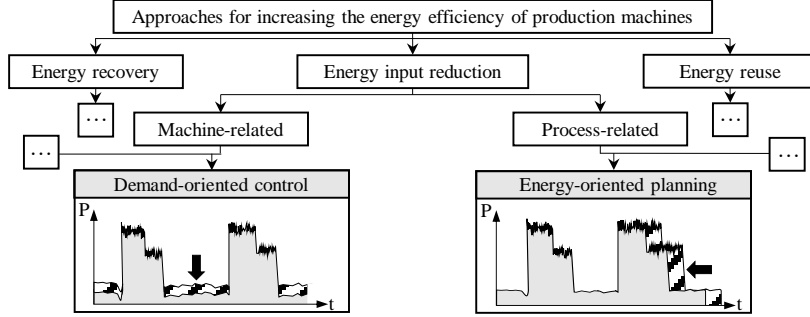 Approaches for increasing the energy efficiency of production machines
Energy recovery
Energy input reduction
Energy reuse
...
Machine-related
Process-related
...
...
...
Demand-oriented control
Energy-oriented planning
P
t
P
t